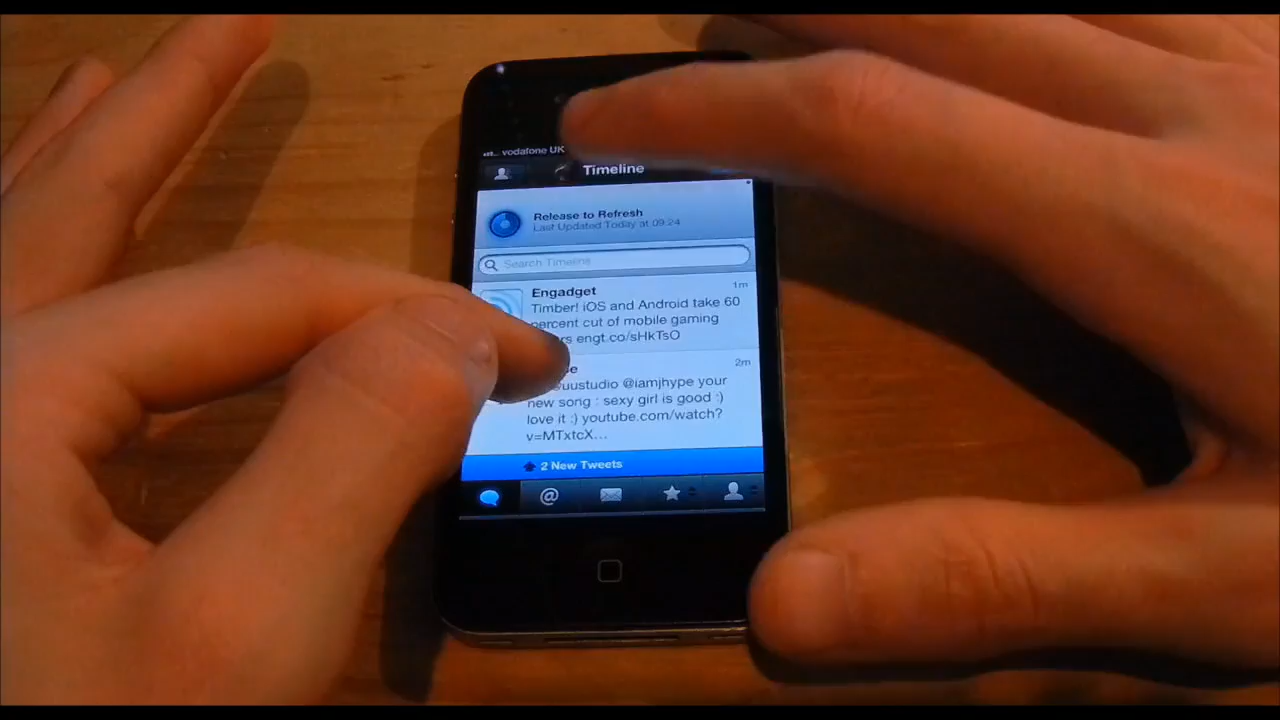 vodafone UK
Timeline
Release to Refresh
Last Updated Today at 09:24
Search Timeline
Engadget
1m
Timber! iOS and Android take 60
percent cut of mobile gaming
engt.co/sHkTsO
2m
@iamjhype your
new song : sexy girl is good :)
love it :) youtube.com/watch?
v=MTxtcX...
2 New Tweets